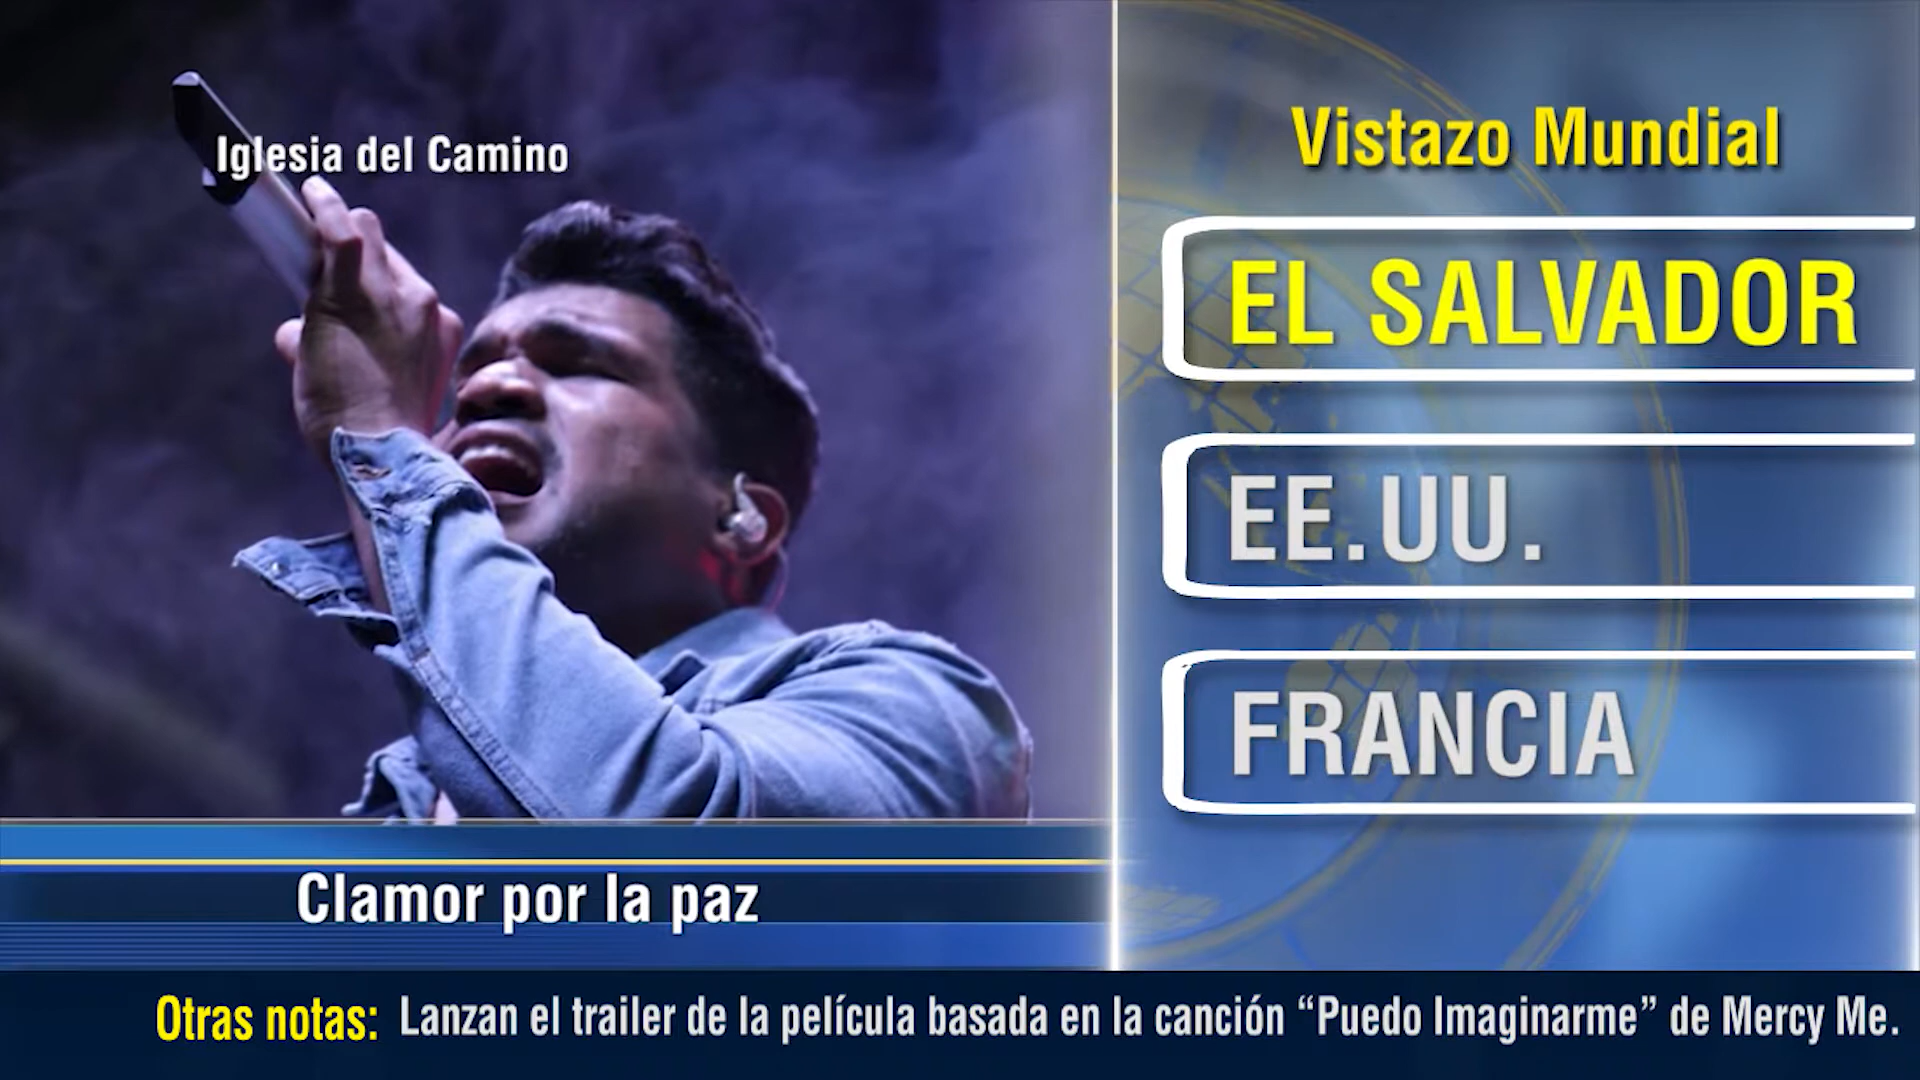 Iglesia del Camino
Vistazo Mundial
EL SALVADOR
EE.UU.
FRANCIA
Clamor por la paz
Otras notas: Lanzan el trailer de la película basada en la canción “Puedo Imaginarme” de Mercy Me.